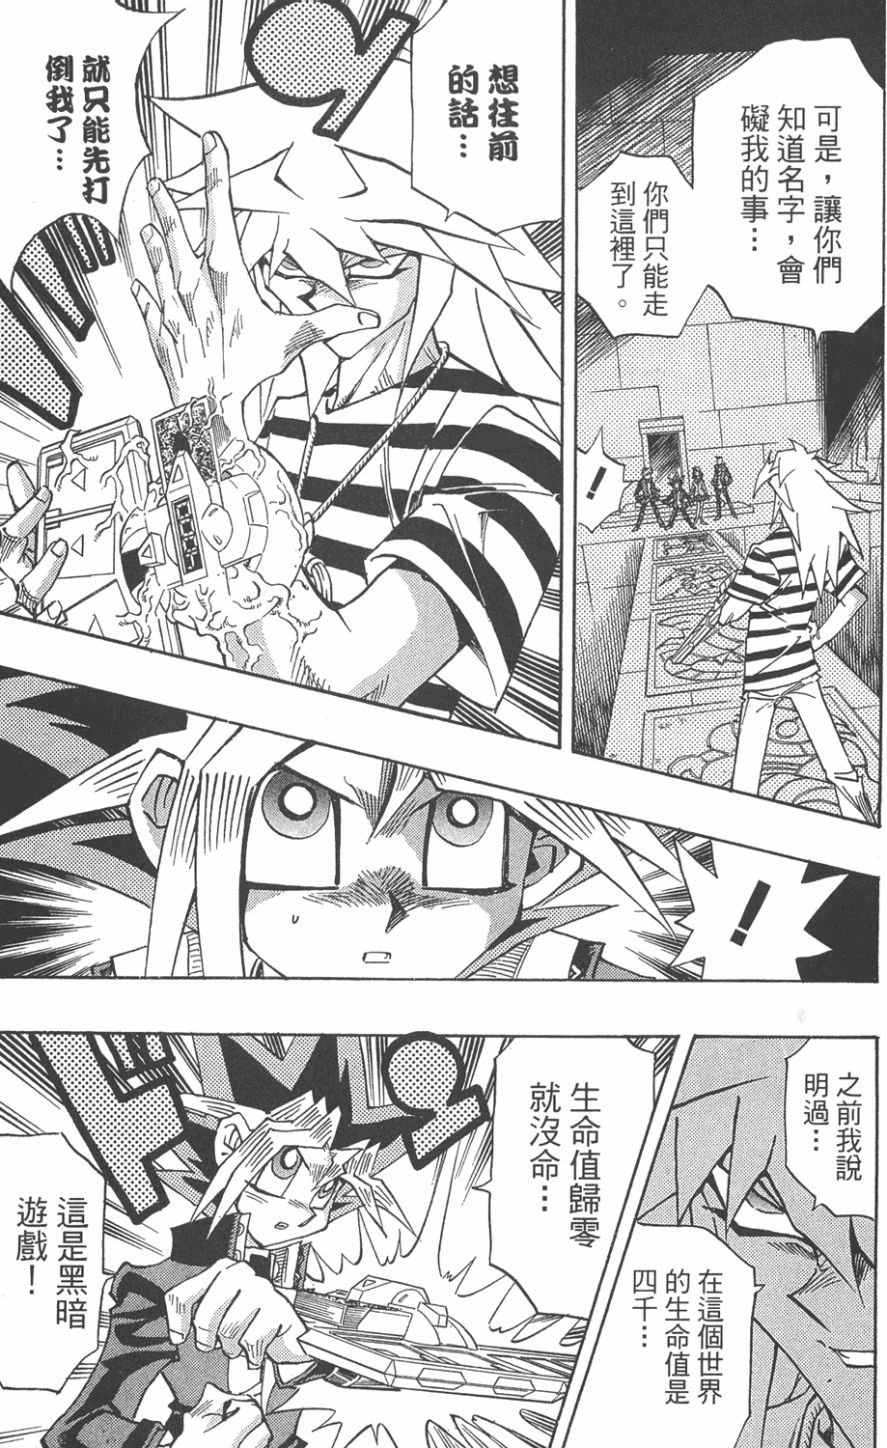 可是，讓你們
知道名字，會
礙我的事…
你們只能走
到這裡了。
！
想往前
的話…
就只能先打
倒我了…
！
之前我說
明過…
在這個世界
的生命值是
四千…
生命值歸零
就沒命…
這是黑暗
遊戲！